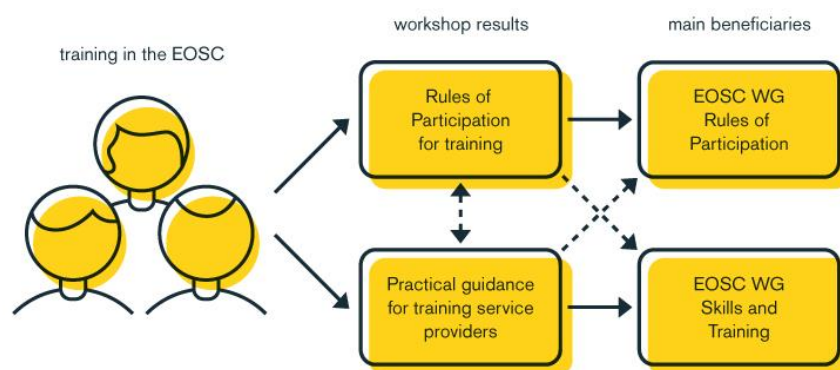 training in the EOSC
workshop results
main beneficiaries
Rules of
Participation
for training
EOSC WG
Rules of
Participation
Practical guidance
for training service
providers
EOSC WG
Skills and
Training